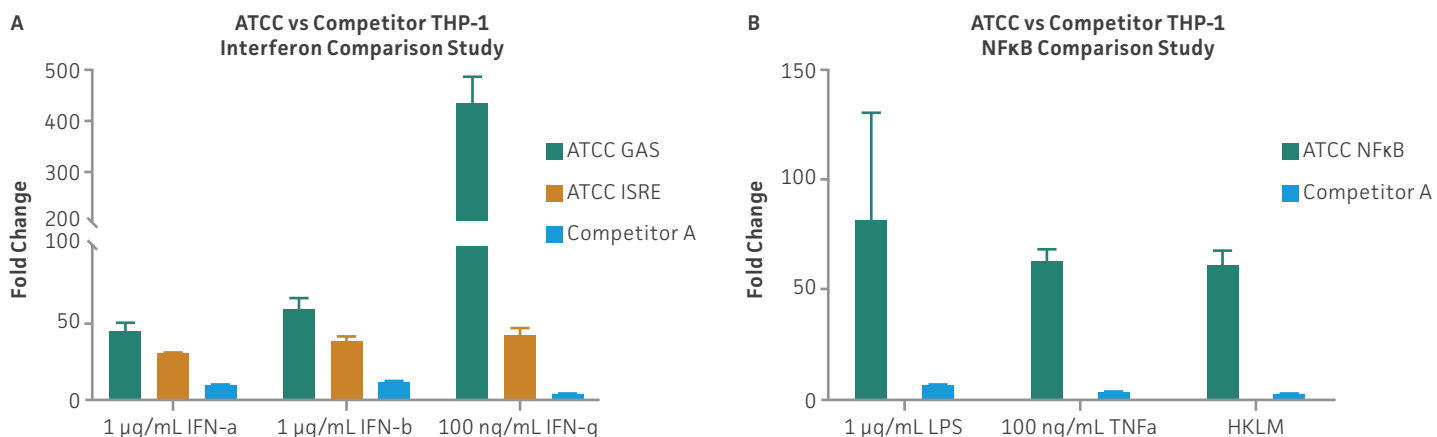 A
ATCC vs Competitor THP-1
Interferon Comparison Study
Fold Change
500
400
300
200
100
50
0
ATCC GAS
ATCC ISRE
Competitor A
1 µg/mL IFN-a
1 µg/mL IFN-b
100 ng/mL IFN-g
B
ATCC vs Competitor THP-1
NFκB Comparison Study
Fold Change
150
100
50
0
ATCC NFκB
Competitor A
1 µg/mL LPS
100 ng/mL TNFa
HKLM